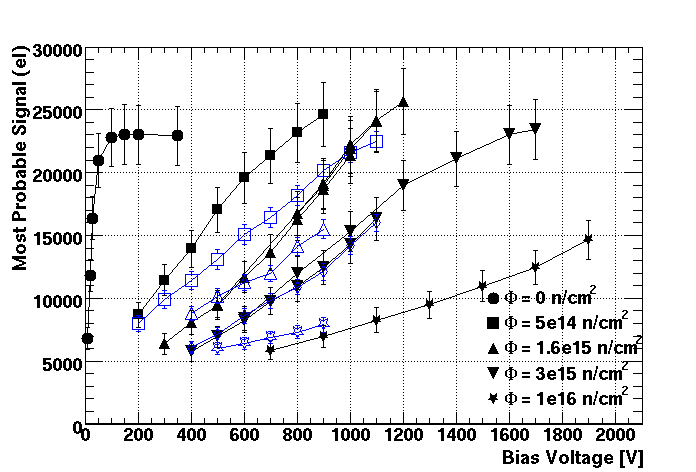 Most Probable Signal (el)
30000
25000
20000
15000
10000
5000
0
Φ = 0 n/cm²
Φ = 5e14 n/cm²
Φ = 1.6e15 n/cm²
Φ = 3e15 n/cm²
Φ = 1e16 n/cm²
0 200 400 600 800 1000 1200 1400 1600 1800 2000
Bias Voltage [V]